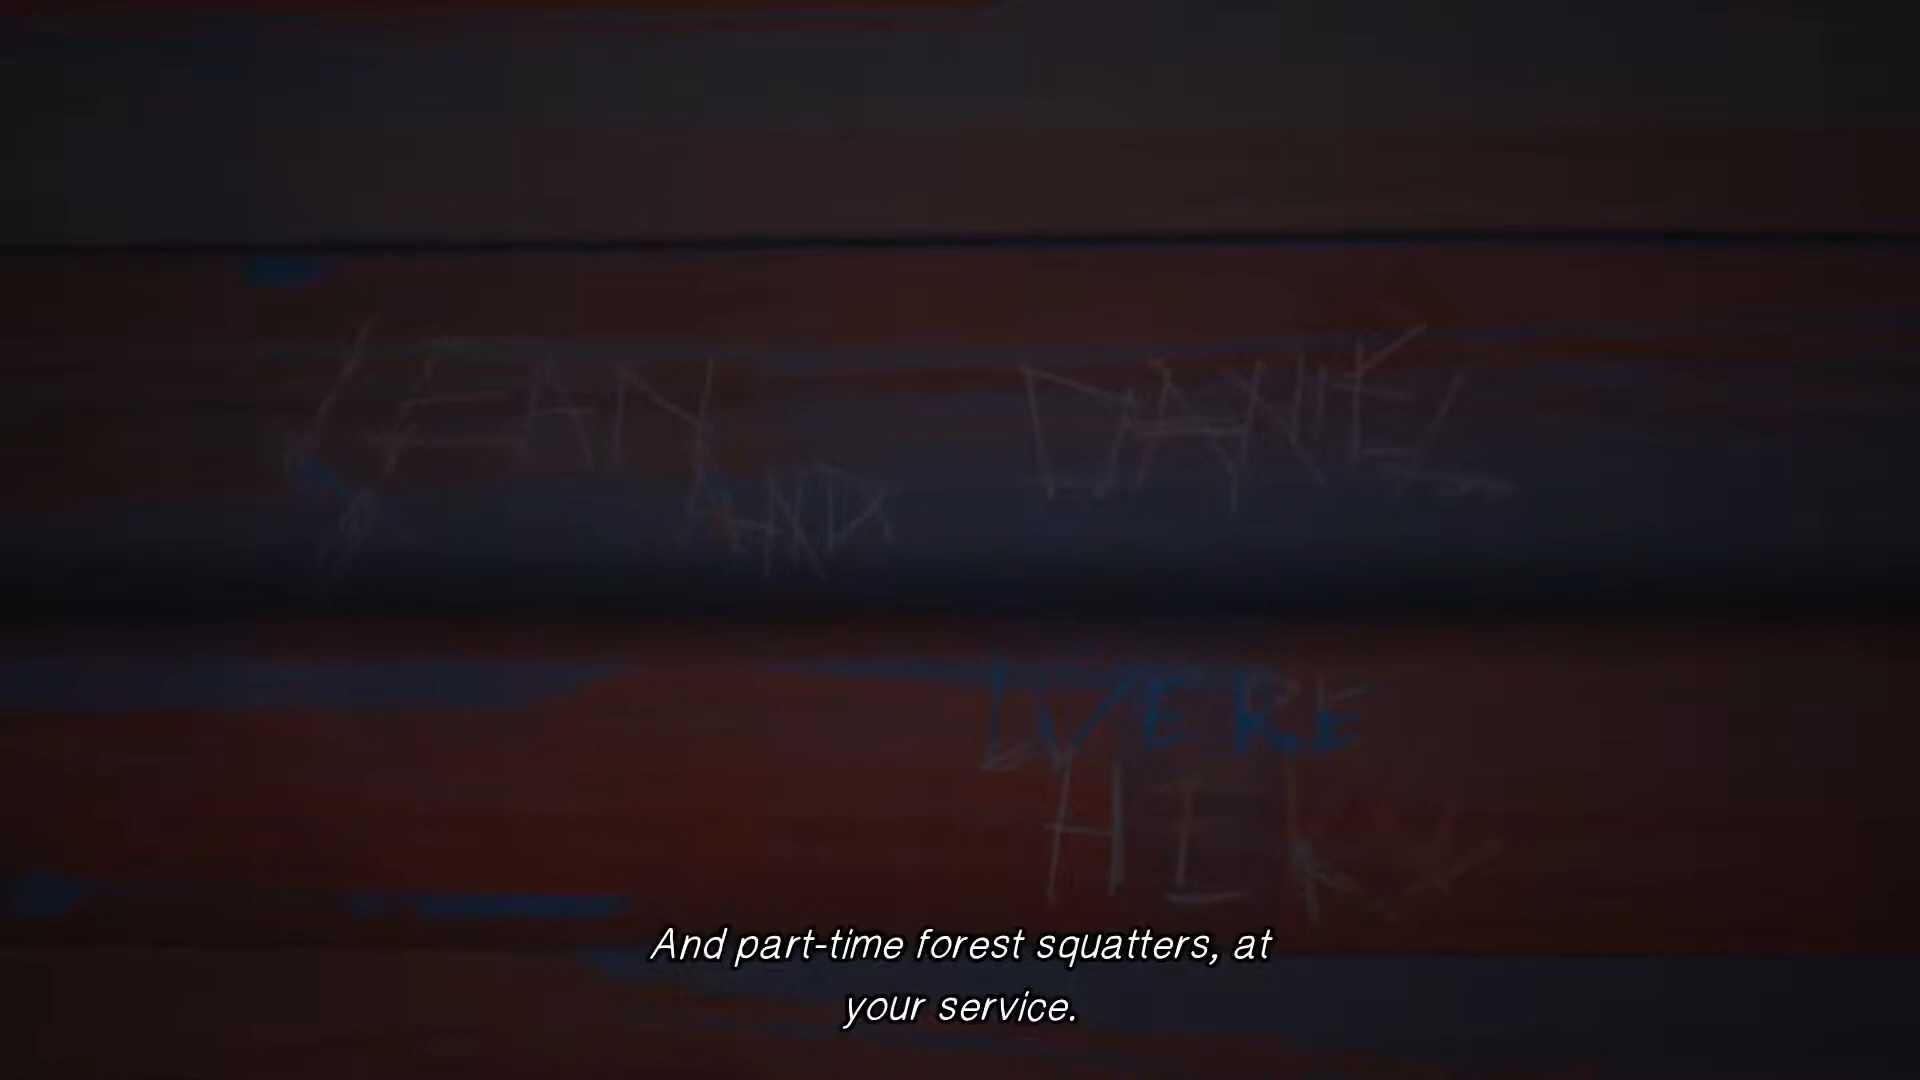 SEAN AND DANIEL
WERE
HERE
And part-time forest squatters, at
your service.